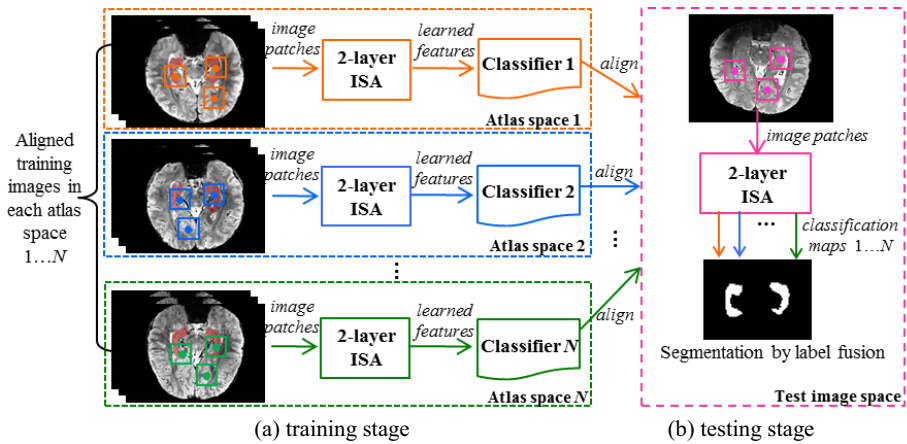 Aligned
training
images in
each atlas
space
1…N
image
patches
2-layer
ISA
learned
features
Classifier 1
align
Atlas space 1
image
patches
2-layer
ISA
learned
features
Classifier 2
align
Atlas space 2
⋮
⋮
image
patches
2-layer
ISA
learned
features
Classifier N
align
Atlas space N
(a) training stage
image patches
2-layer
ISA
...
classification
maps 1…N
Segmentation by label fusion
Test image space
(b) testing stage